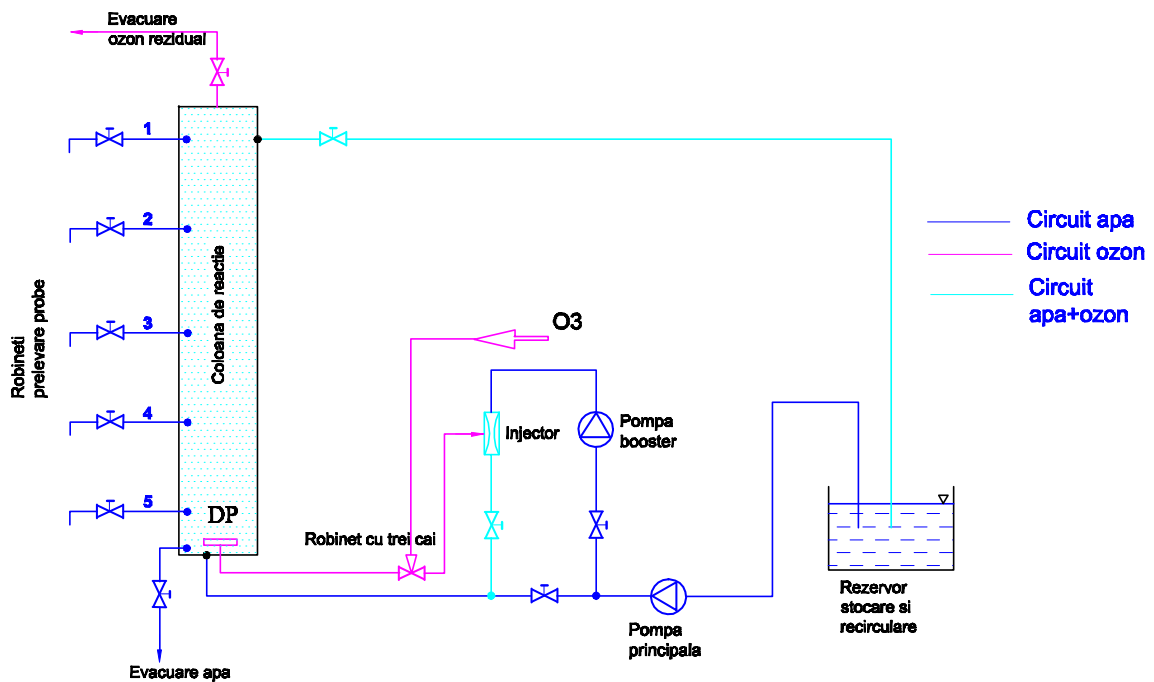 Evacuare
ozon rezidual
1
2
3
4
5
Robineti
prelevare probe
Coloana de reactie
DP
O3
Injector
Pompa
booster
Robinet cu trei cai
Pompa
principala
Rezervor
stocare si
recirculare
Evacuare apa
Circuit apa
Circuit ozon
Circuit
apa+ozon